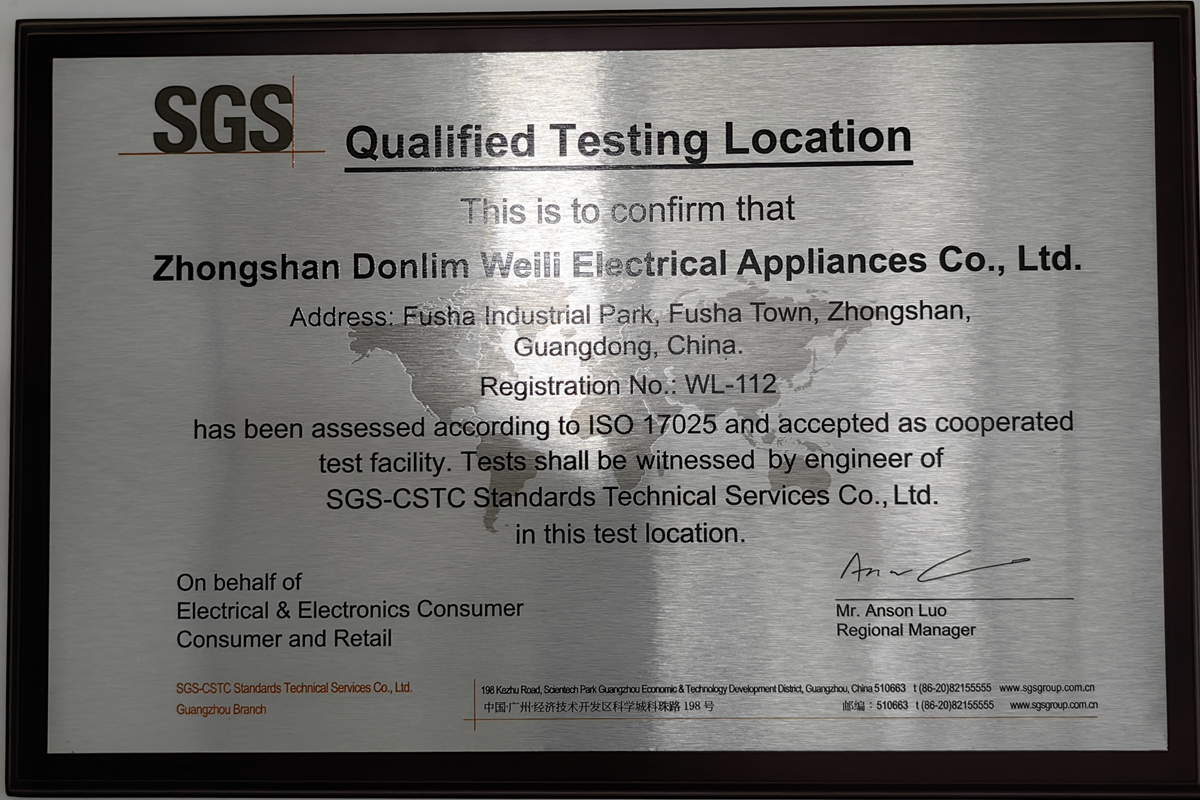 SGS
Qualified Testing Location
This is to confirm that
Zhongshan Donlim Weili Electrical Appliances Co., Ltd.
Address: Fusha Industrial Park, Fusha Town, Zhongshan,
Guangdong, China.
Registration No.: WL-112
has been assessed according to ISO 17025 and accepted as cooperated
test facility. Tests shall be witnessed by engineer of
SGS-CSTC Standards Technical Services Co., Ltd.
in this test location.
On behalf of
Electrical & Electronics Consumer
Consumer and Retail
Mr. Anson Luo
Regional Manager
SGS-CSTC Standards Technical Services Co., Ltd.
Guangzhou Branch
198 Kezhu Road, Scientech Park Guangzhou Economic & Technology Development District, Guangzhou, China 510663 t (86-20)82155555 www.sgsgroup.com.cn
中国·广州·经济技术开发区科学城科珠路 198 号 邮编：510663 t (86-20)82155555 www.sgsgroup.com.cn